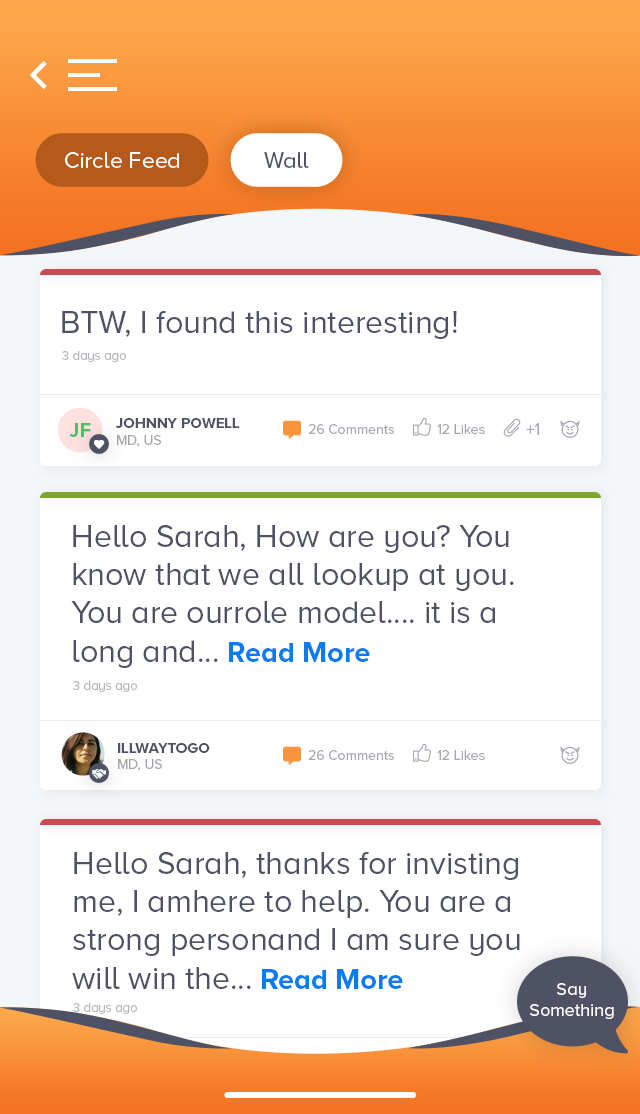 Circle Feed
Wall
BTW, I found this interesting!
3 days ago
JF
JOHNNY POWELL
MD, US
26 Comments
12 Likes
+1
Hello Sarah, How are you? You
know that we all lookup at you.
You are ourrole model.... it is a
long and... Read More
3 days ago
ILLWAYTOGO
MD, US
26 Comments
12 Likes
Hello Sarah, thanks for invisting
me, I amhere to help. You are a
strong personand I am sure you
will win the... Read More
3 days ago
Say
Something